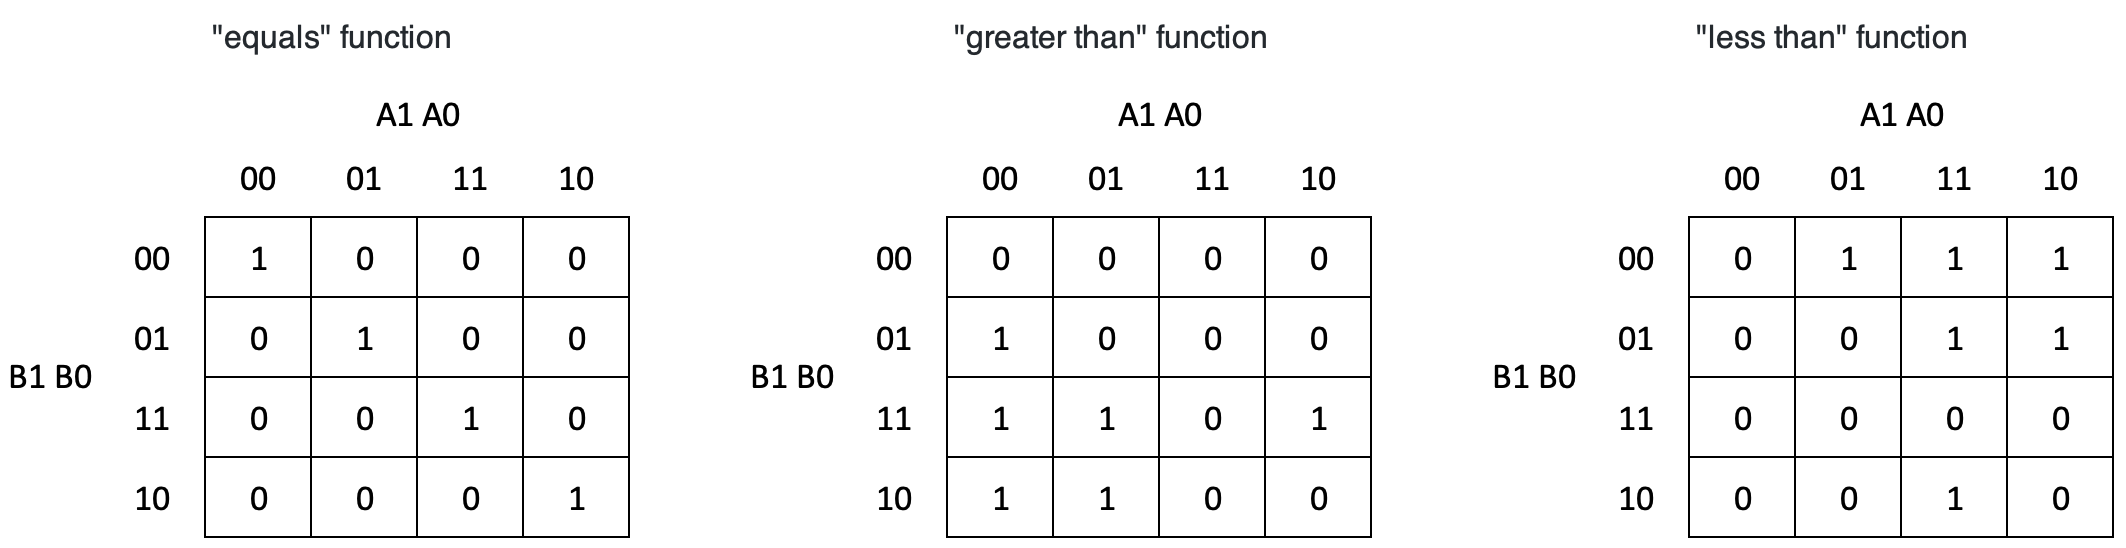 "equals" function
A1 A0
00 01 11 10
00 1 0 0 0
01 0 1 0 0
B1 B0
11 0 0 1 0
10 0 0 0 1
"greater than" function
A1 A0
00 01 11 10
00 0 0 0 0
01 1 0 0 0
B1 B0
11 1 1 0 1
10 1 1 0 0
"less than" function
A1 A0
00 01 11 10
00 0 1 1 1
01 0 0 1 1
B1 B0
11 0 0 0 0
10 0 0 1 0